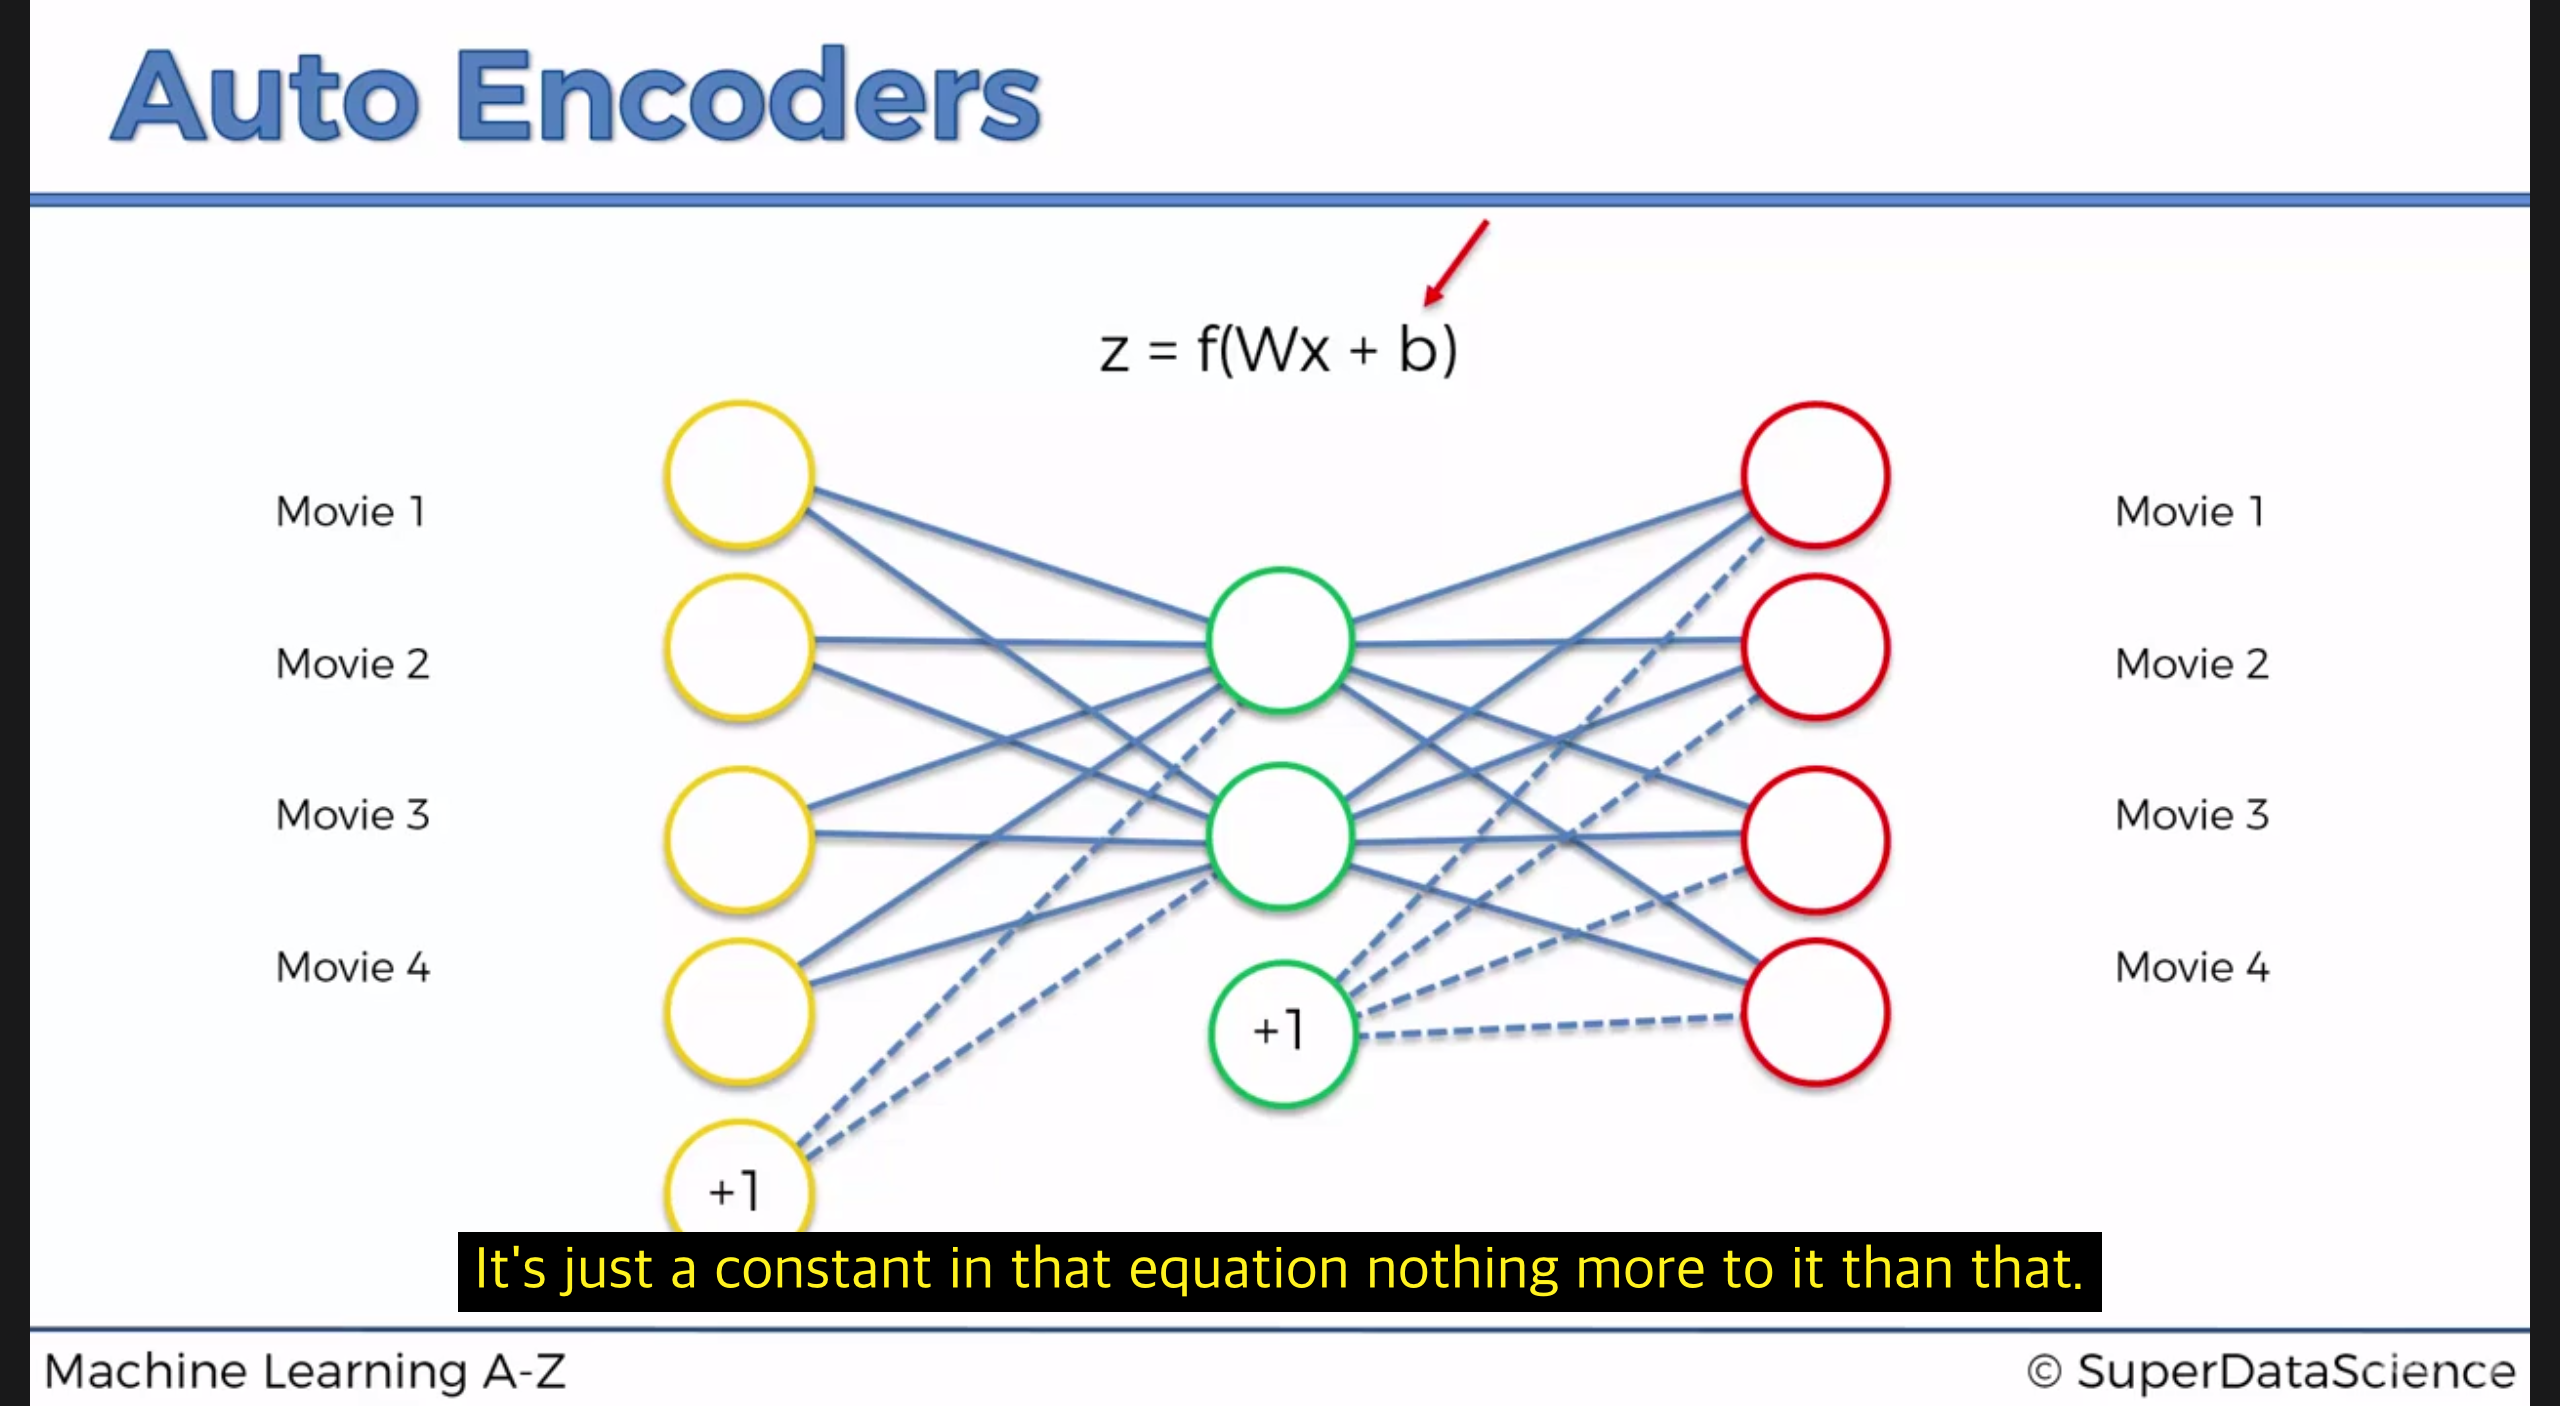 Auto Encoders
z = f(Wx + b)
Movie 1
Movie 2
Movie 3
Movie 4
+1
+1
Movie 1
Movie 2
Movie 3
Movie 4
It's just a constant in that equation nothing more to it than that.
Machine Learning A-Z
© SuperDataScience